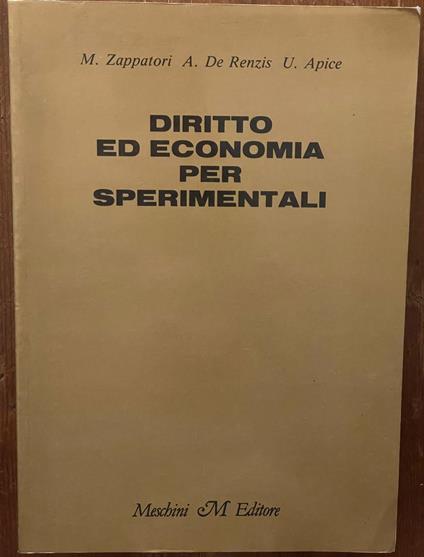 M. Zappatori A. De Renzis U. Apice
DIRITTO
ED ECONOMIA
PER
SPERIMENTALI
Meschini M Editore